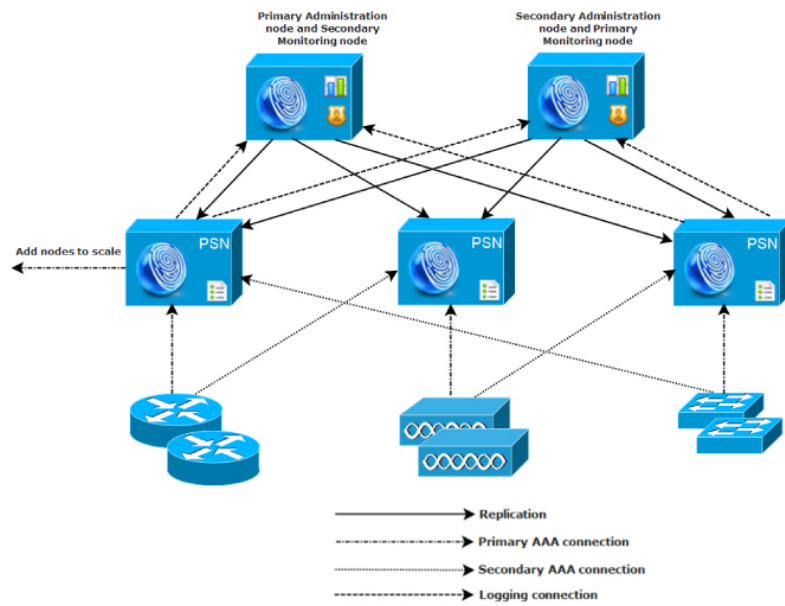 Primary Administration
node and Secondary
Monitoring node
Secondary Administration
node and Primary
Monitoring node
PSN
PSN
PSN
Add nodes to scale
Replication
Primary AAA connection
Secondary AAA connection
Logging connection